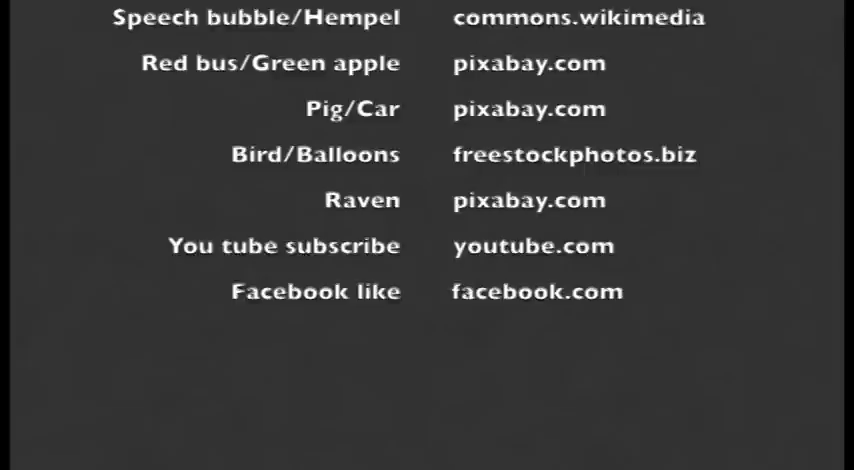 Speech bubble/Hempel commons.wikimedia
Red bus/Green apple pixabay.com
Pig/Car pixabay.com
Bird/Balloons freestockphotos.biz
Raven pixabay.com
You tube subscribe youtube.com
Facebook like facebook.com